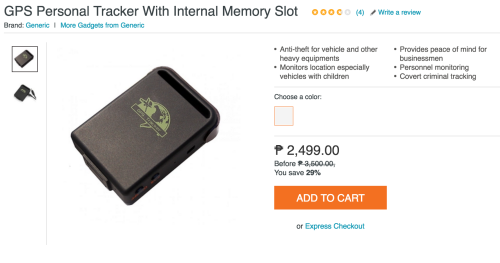 GPS Personal Tracker With Internal Memory Slot (4) Write a review
Brand: Generic | More Gadgets from Generic
• Anti-theft for vehicle and other
heavy equipments
• Monitors location especially
vehicles with children
• Provides peace of mind for
businessmen
• Personnel monitoring
• Covert criminal tracking
Choose a color:
₱ 2,499.00
Before ₱ 3,500.00,
You save 29%
ADD TO CART
or Express Checkout